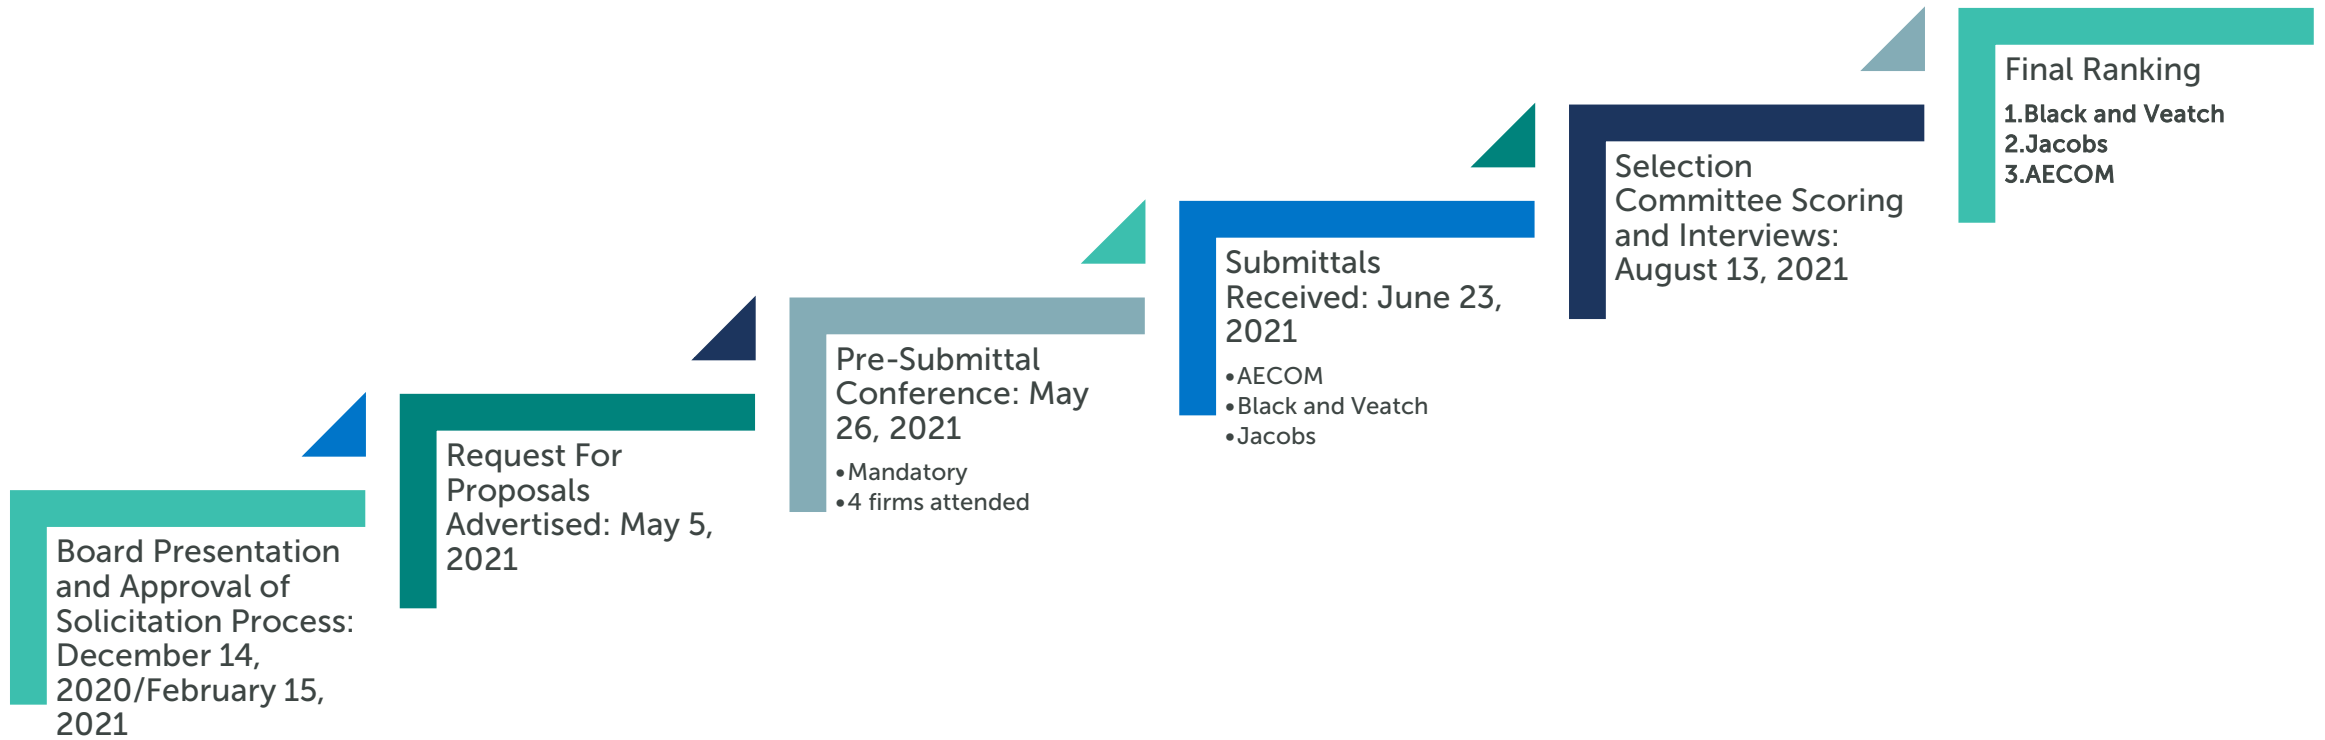 Board Presentation
and Approval of
Solicitation Process:
December 14,
2020/February 15,
2021
Request For
Proposals
Advertised: May 5,
2021
Pre-Submittal
Conference: May
26, 2021
•Mandatory
•4 firms attended
Submittals
Received: June 23,
2021
•AECOM
•Black and Veatch
•Jacobs
Selection
Committee Scoring
and Interviews:
August 13, 2021
Final Ranking
1.Black and Veatch
2.Jacobs
3.AECOM